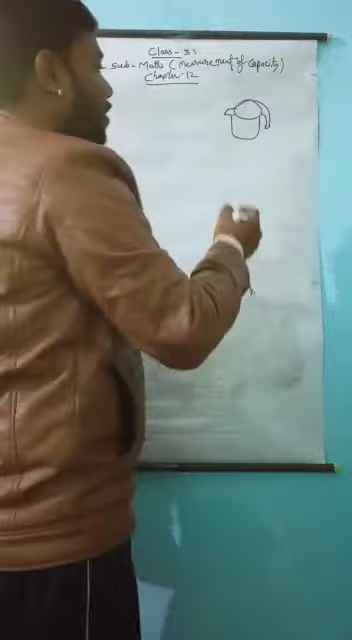 Class - 3
Sub - Maths (Measurement of Capacity)
Chapter - 12